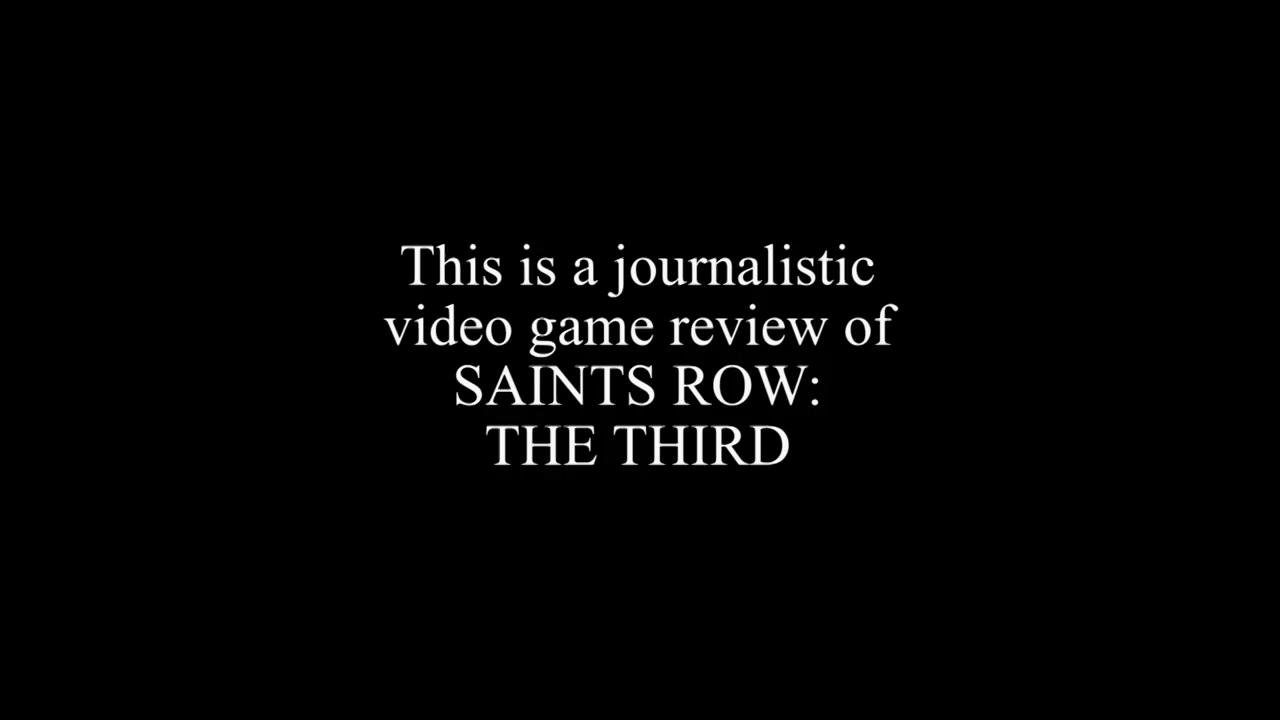 This is a journalistic
video game review of
SAINTS ROW:
THE THIRD